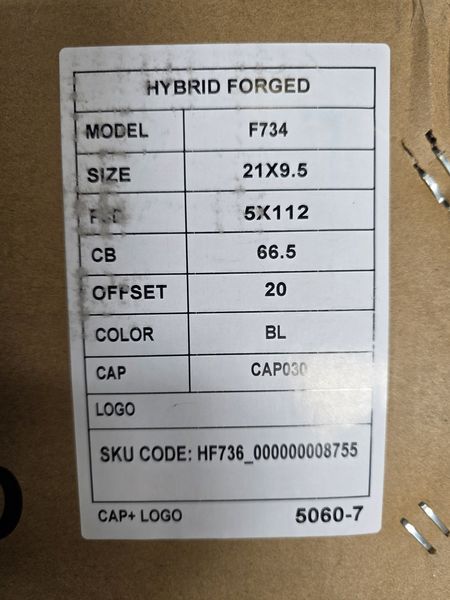 HYBRID FORGED
MODEL F734
SIZE 21X9.5
5X112
CB 66.5
OFFSET 20
COLOR BL
CAP CAP030
LOGO
SKU CODE: HF736_000000008755
CAP+ LOGO 5060-7